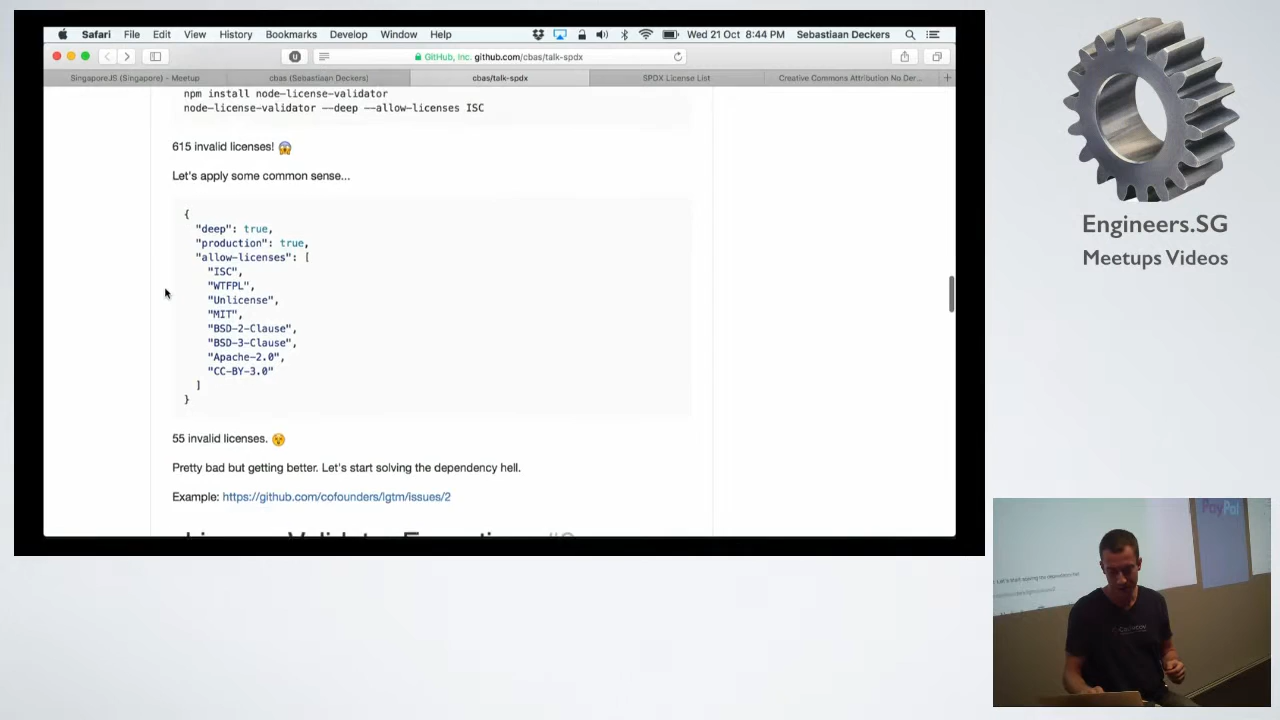 Safari File Edit View History Bookmarks Develop Window Help Wed 21 Oct 8:44 PM Sebastiaan Deckers
GitHub, Inc. github.com/cbas/talk-spdx
SingaporeJS (Singapore) - Meetup cbas (Sebastiaan Deckers) cbas/talk-spdx SPDX License List Creative Commons Attribution No Der...
npm install node-license-validator
node-license-validator --deep --allow-licenses ISC
615 invalid licenses! 😱
Let's apply some common sense...
{
"deep": true,
"production": true,
"allow-licenses": [
"ISC",
"WTFPL",
"Unlicense",
"MIT",
"BSD-2-Clause",
"BSD-3-Clause",
"Apache-2.0",
"CC-BY-3.0"
]
}
55 invalid licenses. 😵
Pretty bad but getting better. Let's start solving the dependency hell.
Example: https://github.com/cofounders/lgtm/issues/2
Engineers.SG
Meetups Videos
PayPal